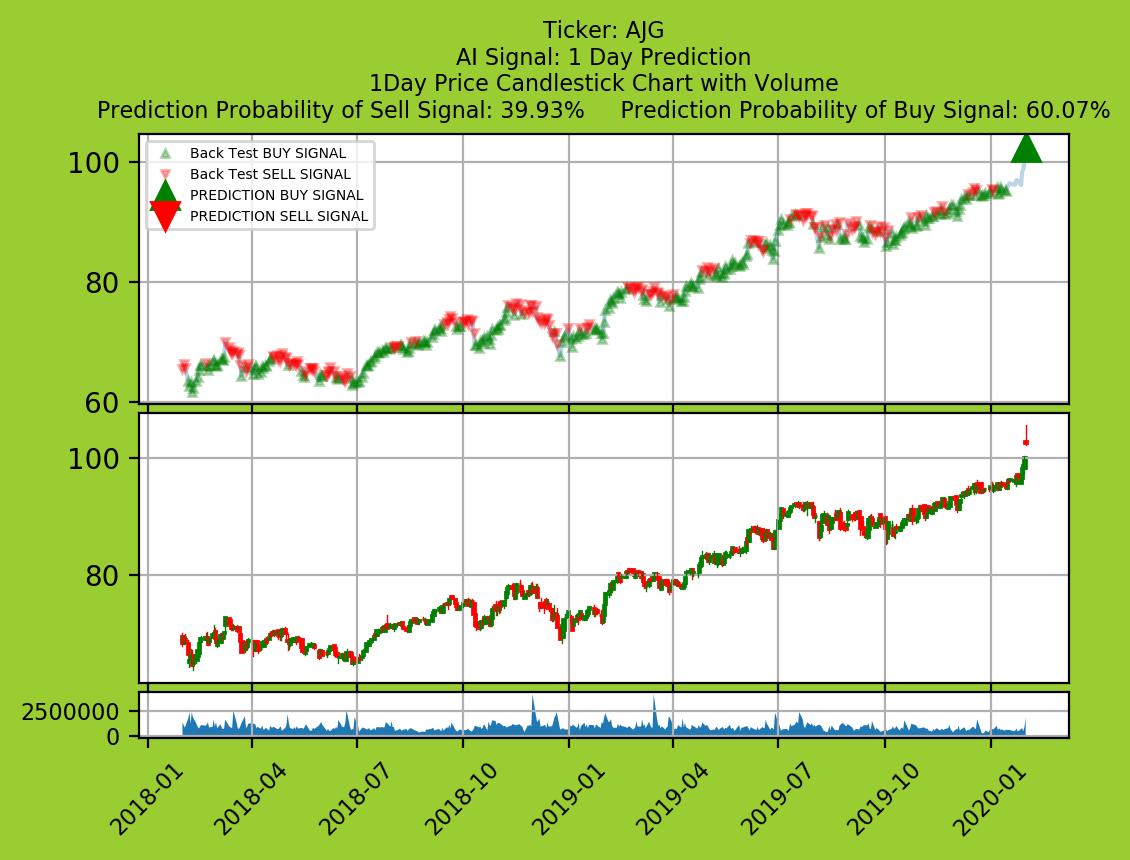 Ticker: AJG
AI Signal: 1 Day Prediction
1Day Price Candlestick Chart with Volume
Prediction Probability of Sell Signal: 39.93%     Prediction Probability of Buy Signal: 60.07%
Back Test BUY SIGNAL
Back Test SELL SIGNAL
PREDICTION BUY SIGNAL
PREDICTION SELL SIGNAL
100
80
60
100
80
2500000
0
2018-01
2018-04
2018-07
2018-10
2019-01
2019-04
2019-07
2019-10
2020-01